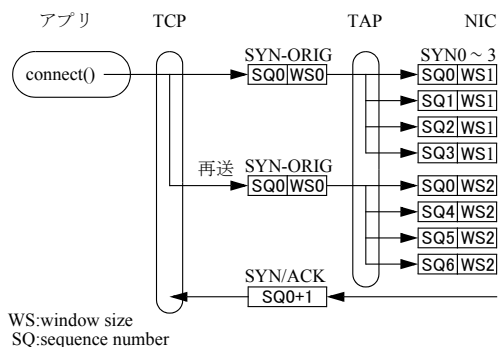 アプリ TCP TAP NIC
SYN-ORIG SYN0～3
connect() SQ0 WS0 SQ0 WS1
SQ1 WS1
SQ2 WS1
SQ3 WS1
再送 SYN-ORIG
SQ0 WS0 SQ0 WS2
SQ4 WS2
SQ5 WS2
SYN/ACK SQ6 WS2
SQ0+1
WS:window size
SQ:sequence number